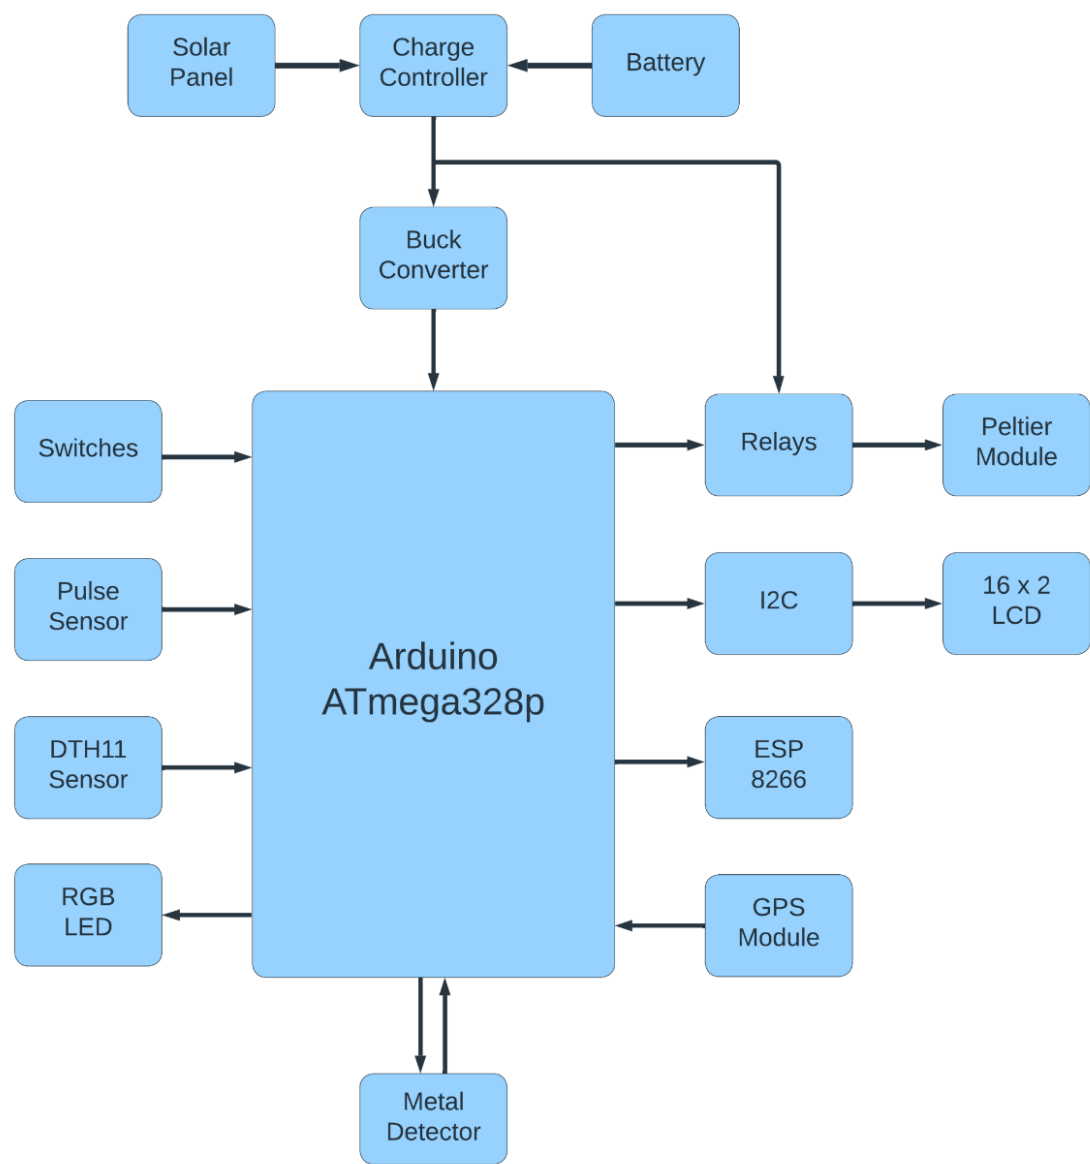 Solar
Panel
Charge
Controller
Battery
Buck
Converter
Switches
Relays
Peltier
Module
Pulse
Sensor
I2C
16 x 2
LCD
Arduino
ATmega328p
DTH11
Sensor
ESP
8266
RGB
LED
GPS
Module
Metal
Detector